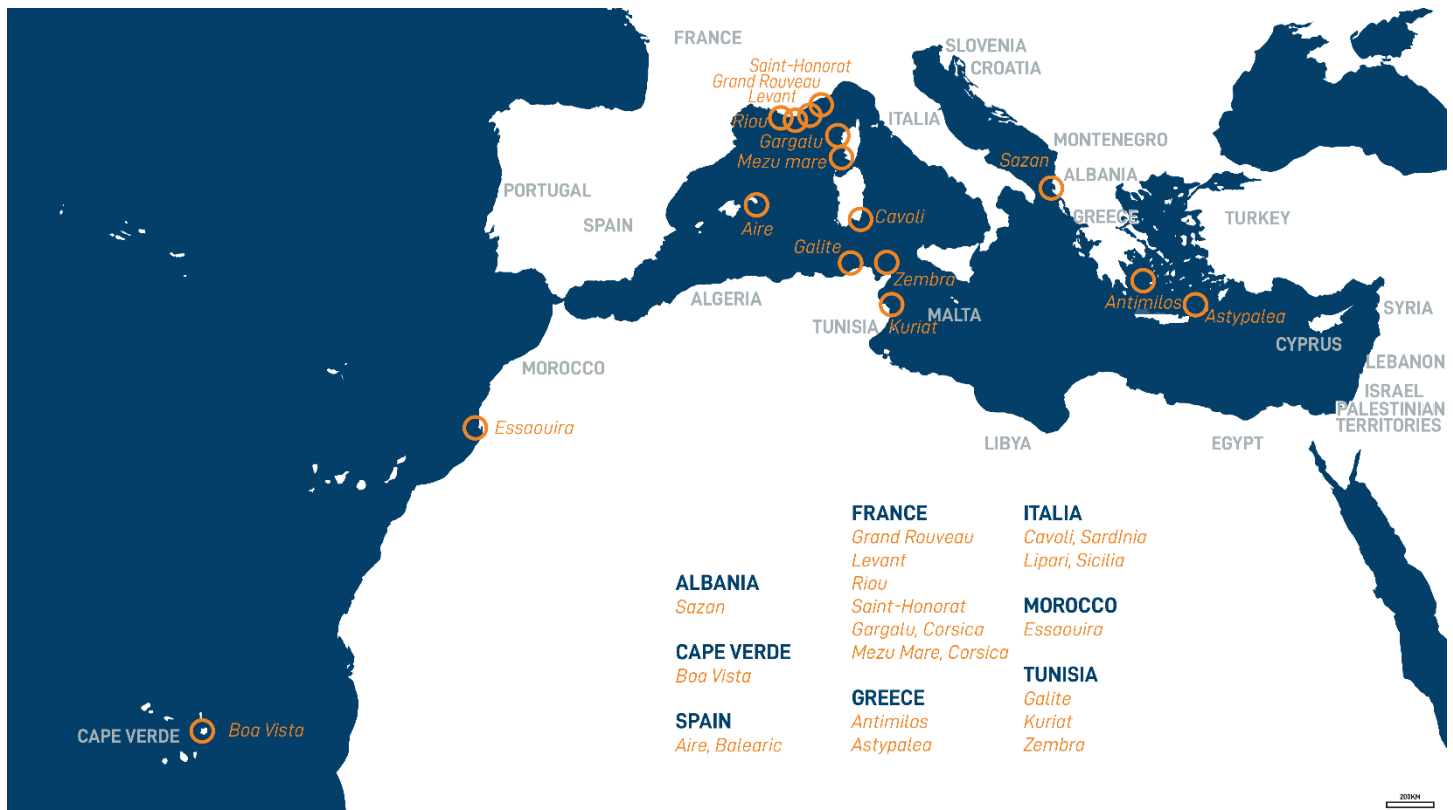 FRANCE
SLOVENIA
CROATIA
Saint-Honorat
Grand Rouveau
Levant
Riou
ITALIA
Gargalu
Mezu mare
MONTENEGRO
Sazan
ALBANIA
PORTUGAL
SPAIN
Aire
Cavoli
GREECE
TURKEY
Galite
Zembra
ALGERIA
Antimilos
Astypalea
SYRIA
TUNISIA
Kuriat
MALTA
CYPRUS
LEBANON
MOROCCO
ISRAEL
PALESTINIAN
TERRITORIES
Essaouira
LIBYA
EGYPT
CAPE VERDE
Boa Vista
ALBANIA
Sazan
CAPE VERDE
Boa Vista
SPAIN
Aire, Balearic
FRANCE
Grand Rouveau
Levant
Riou
Saint-Honorat
Gargalu, Corsica
Mezu Mare, Corsica
GREECE
Antimilos
Astypalea
ITALIA
Cavoli, SardInia
Lipari, Sicilia
MOROCCO
Essaouira
TUNISIA
Galite
Kuriat
Zembra
200KM